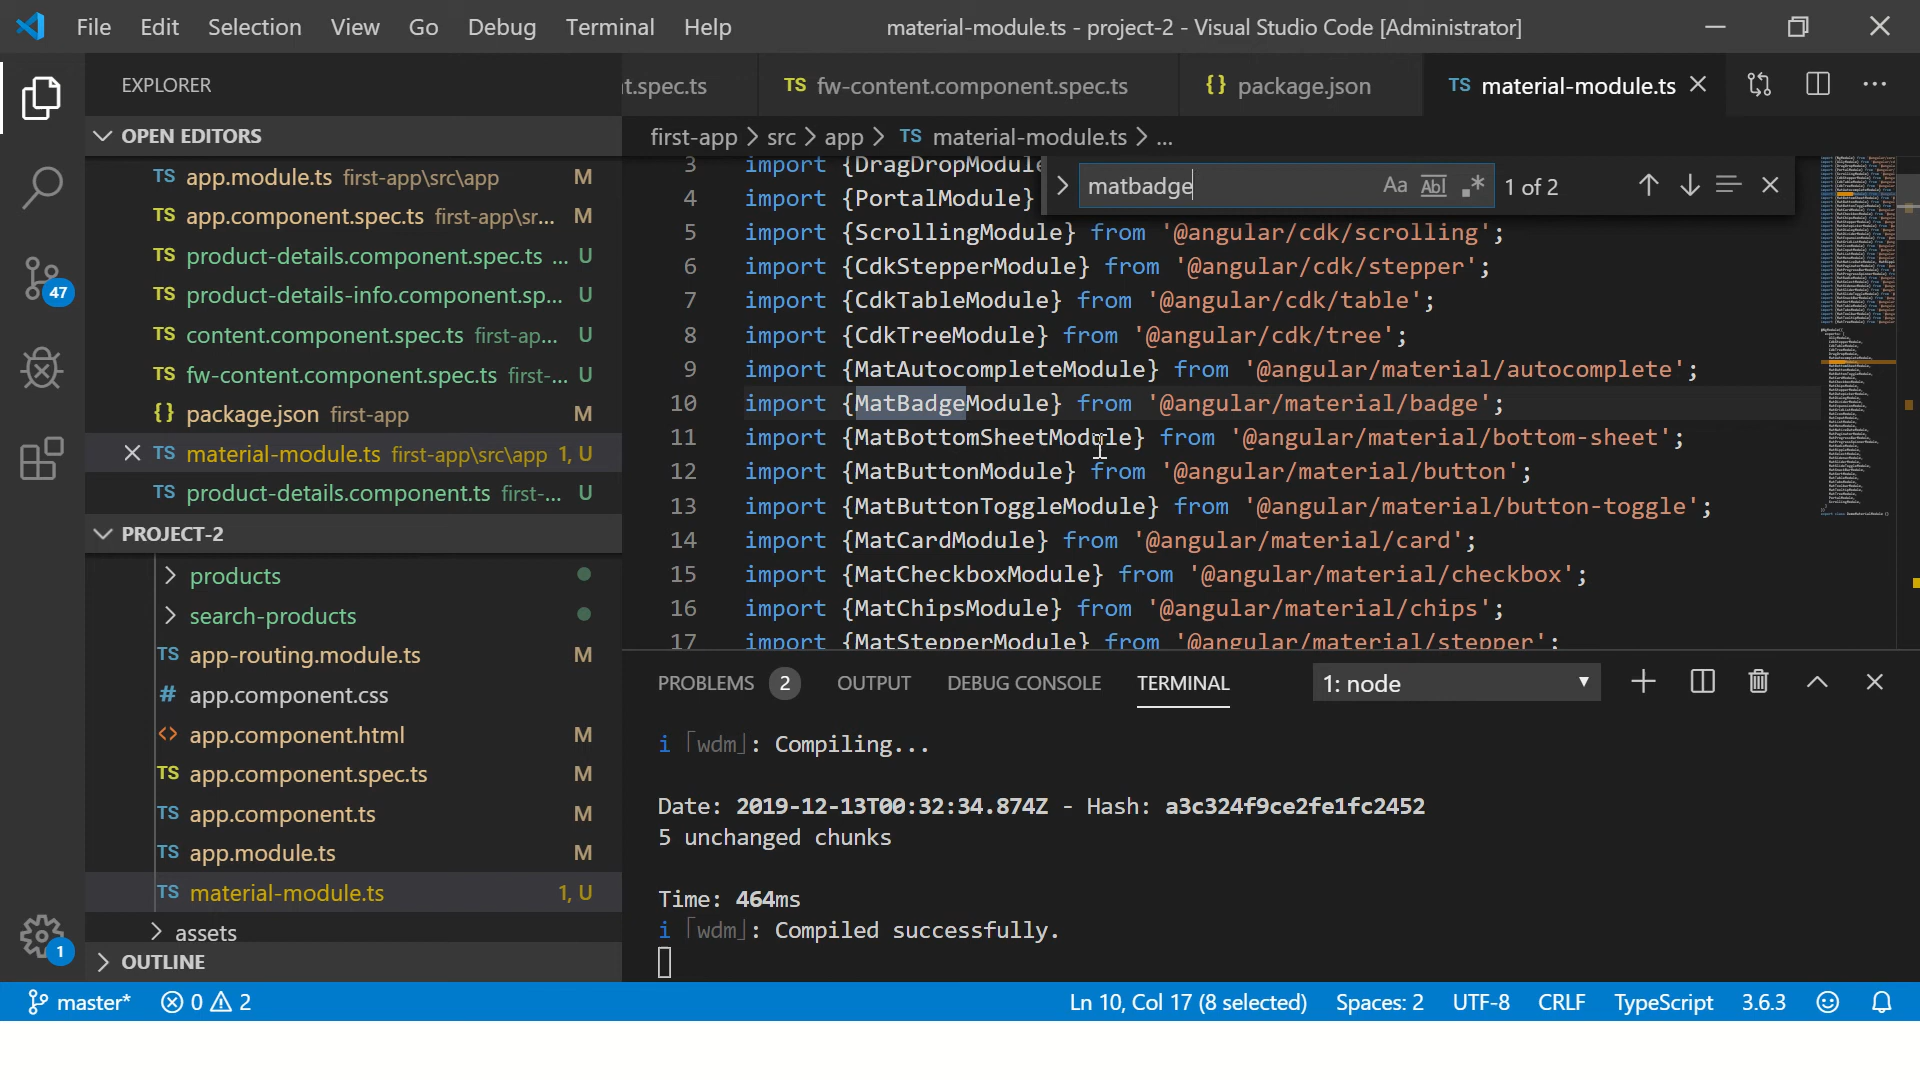 File Edit Selection View Go Debug Terminal Help
material-module.ts - project-2 - Visual Studio Code [Administrator]
EXPLORER
t.spec.ts
TS fw-content.component.spec.ts
{} package.json
TS material-module.ts
OPEN EDITORS
TS app.module.ts first-app\src\app M
TS app.component.spec.ts first-app\sr... M
TS product-details.component.spec.ts ... U
TS product-details-info.component.sp... U
TS content.component.spec.ts first-ap... U
TS fw-content.component.spec.ts first-... U
{} package.json first-app M
TS material-module.ts first-app\src\app 1, U
TS product-details.component.ts first-... U
PROJECT-2
products
search-products
TS app-routing.module.ts M
# app.component.css
<> app.component.html M
TS app.component.spec.ts M
TS app.component.ts M
TS app.module.ts M
TS material-module.ts 1, U
assets
OUTLINE
47
1
first-app > src > app > TS material-module.ts > ...
matbadge Aa Abl .* 1 of 2
3 import {DragDropModule
4 import {PortalModule}
5 import {ScrollingModule} from '@angular/cdk/scrolling';
6 import {CdkStepperModule} from '@angular/cdk/stepper';
7 import {CdkTableModule} from '@angular/cdk/table';
8 import {CdkTreeModule} from '@angular/cdk/tree';
9 import {MatAutocompleteModule} from '@angular/material/autocomplete';
10 import {MatBadgeModule} from '@angular/material/badge';
11 import {MatBottomSheetModule} from '@angular/material/bottom-sheet';
12 import {MatButtonModule} from '@angular/material/button';
13 import {MatButtonToggleModule} from '@angular/material/button-toggle';
14 import {MatCardModule} from '@angular/material/card';
15 import {MatCheckboxModule} from '@angular/material/checkbox';
16 import {MatChipsModule} from '@angular/material/chips';
17 import {MatStepperModule} from '@angular/material/stepper';
PROBLEMS 2 OUTPUT DEBUG CONSOLE TERMINAL 1: node
i ｢wdm｣: Compiling...
Date: 2019-12-13T00:32:34.874Z - Hash: a3c324f9ce2fe1fc2452
5 unchanged chunks
Time: 464ms
i ｢wdm｣: Compiled successfully.
master* 0 2 Ln 10, Col 17 (8 selected) Spaces: 2 UTF-8 CRLF TypeScript 3.6.3